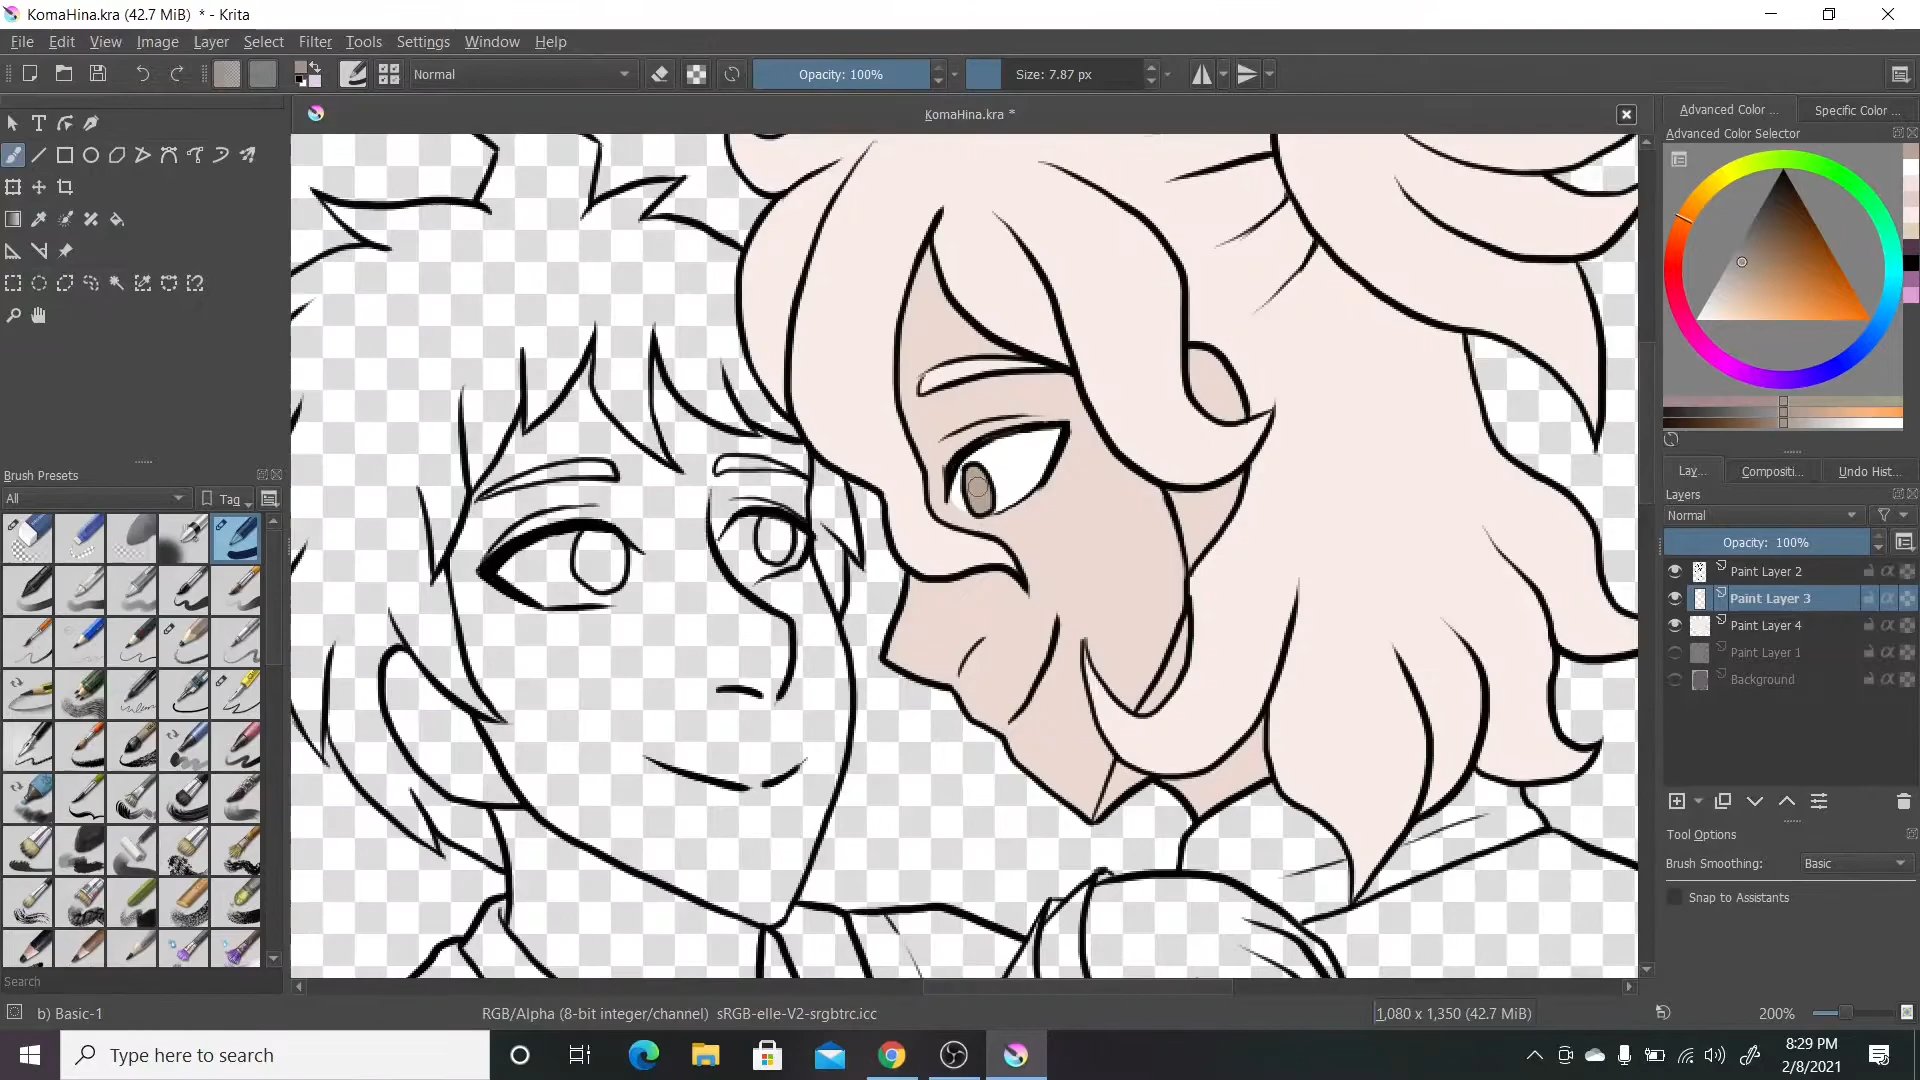 KomaHina.kra (42.7 MiB) * - Krita
File Edit View Image Layer Select Filter Tools Settings Window Help
Normal
Opacity: 100%
Size: 7.87 px
KomaHina.kra *
Advanced Color ...
Specific Color ...
Advanced Color Selector
Brush Presets
All
Tag
Lay...
Compositi...
Undo Hist...
Layers
Normal
Opacity: 100%
Paint Layer 2
Paint Layer 3
Paint Layer 4
Paint Layer 1
Background
Tool Options
Brush Smoothing:
Basic
Snap to Assistants
Search
b) Basic-1
RGB/Alpha (8-bit integer/channel) sRGB-elle-V2-srgbtrc.icc
1,080 x 1,350 (42.7 MiB)
200%
Type here to search
8:29 PM
2/8/2021